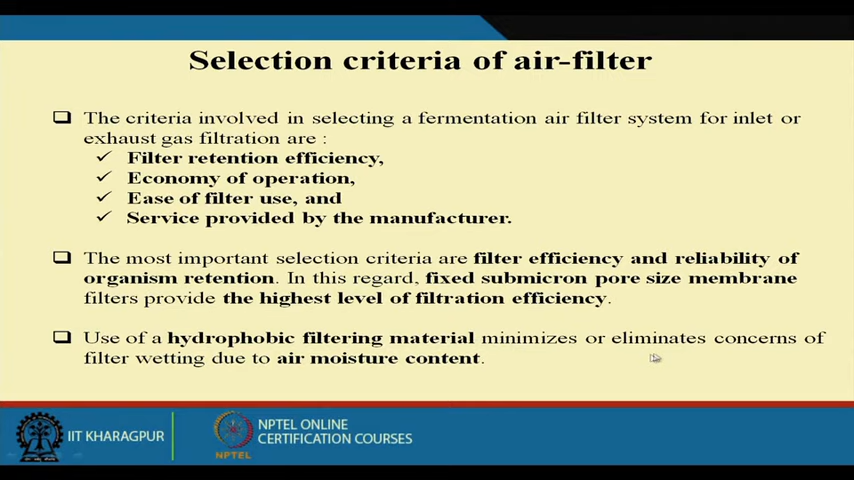 Selection criteria of air-filter
❑ The criteria involved in selecting a fermentation air filter system for inlet or
exhaust gas filtration are :
✓ Filter retention efficiency,
✓ Economy of operation,
✓ Ease of filter use, and
✓ Service provided by the manufacturer.
❑ The most important selection criteria are filter efficiency and reliability of
organism retention. In this regard, fixed submicron pore size membrane
filters provide the highest level of filtration efficiency.
❑ Use of a hydrophobic filtering material minimizes or eliminates concerns of
filter wetting due to air moisture content.
IIT KHARAGPUR
NPTEL
NPTEL ONLINE
CERTIFICATION COURSES